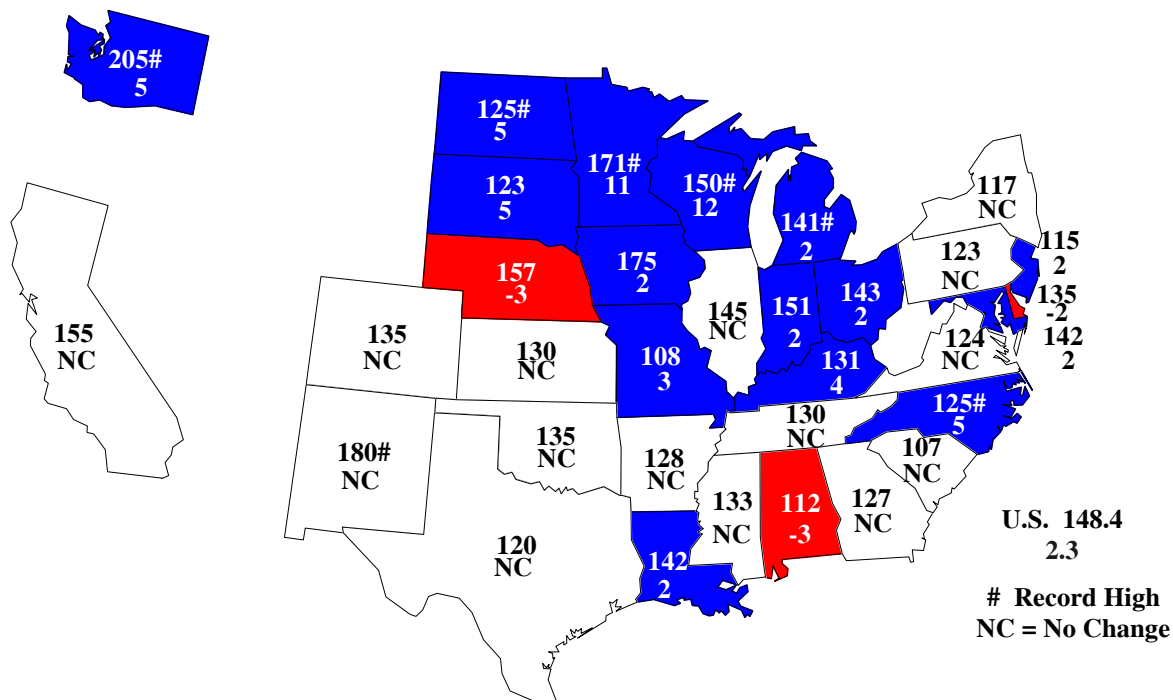 205#
5
125#
5
171#
11
150#
12
141#
2
117
NC
123
5
123
NC
115
2
157
-3
175
2
145
NC
151
2
143
2
135
-2
142
2
124
NC
155
NC
135
NC
130
NC
108
3
131
4
125#
5
130
NC
180#
NC
135
NC
128
NC
107
NC
133
NC
112
-3
127
NC
120
NC
142
2
U.S. 148.4
2.3
# Record High
NC = No Change